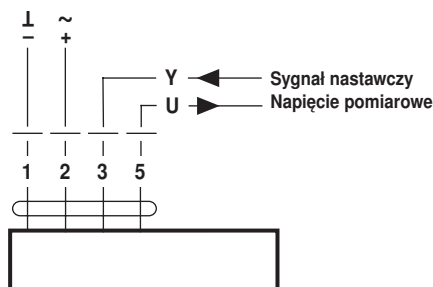 ⊥ ~
− +
Y Sygnał nastawczy
U Napięcie pomiarowe
1 2 3 5